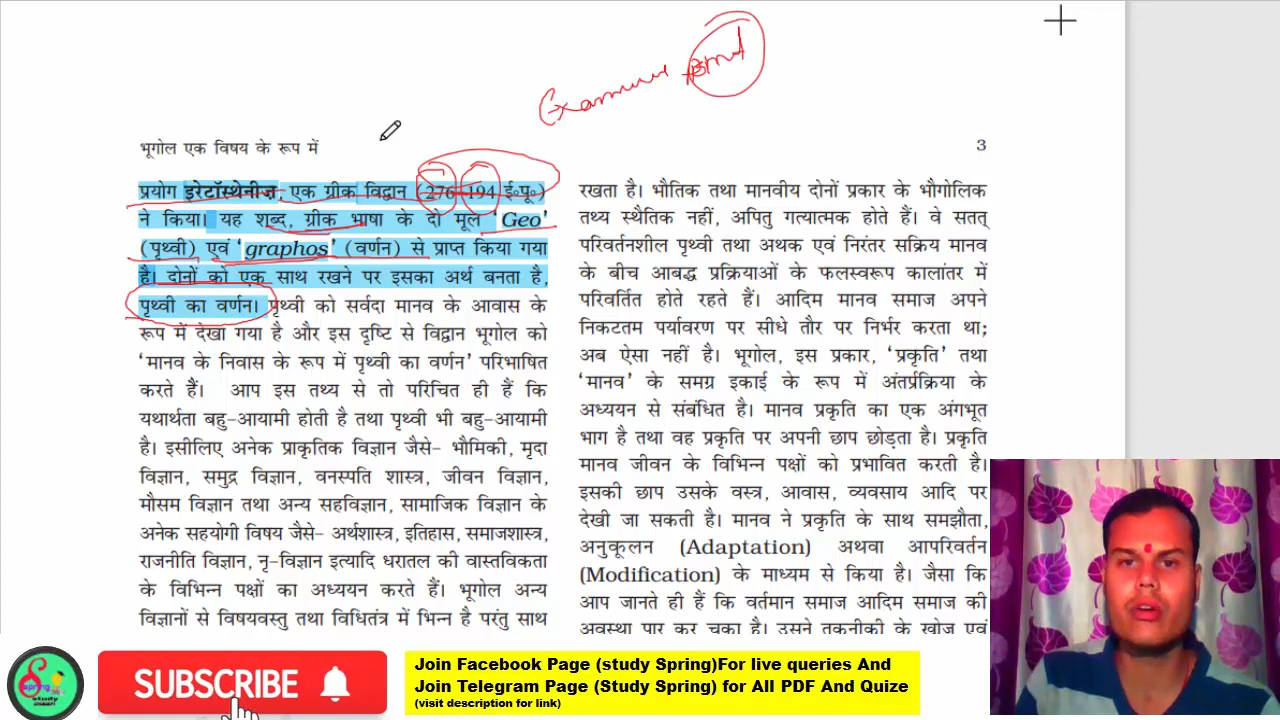 Examiner
भूगोल एक विषय के रूप में
3
प्रयोग इरेटॉस्थेनीज़, एक ग्रीक विद्वान (276 194 ई॰पू॰)
ने किया। यह शब्द, ग्रीक भाषा के दो मूल ‘Geo’
(पृथ्वी) एवं ‘graphos’ (वर्णन) से प्राप्त किया गया
है। दोनों को एक साथ रखने पर इसका अर्थ बनता है,
पृथ्वी का वर्णन। पृथ्वी को सर्वदा मानव के आवास के
रूप में देखा गया है और इस दृष्टि से विद्वान भूगोल को
‘मानव के निवास के रूप में पृथ्वी का वर्णन’ परिभाषित
करते हैं। आप इस तथ्य से तो परिचित ही हैं कि
यथार्थता बहु-आयामी होती है तथा पृथ्वी भी बहु-आयामी
है। इसीलिए अनेक प्राकृतिक विज्ञान जैसे- भौमिकी, मृदा
विज्ञान, समुद्र विज्ञान, वनस्पति शास्त्र, जीवन विज्ञान,
मौसम विज्ञान तथा अन्य सहविज्ञान, सामाजिक विज्ञान के
अनेक सहयोगी विषय जैसे- अर्थशास्त्र, इतिहास, समाजशास्त्र,
राजनीति विज्ञान, नृ-विज्ञान इत्यादि धरातल की वास्तविकता
के विभिन्न पक्षों का अध्ययन करते हैं। भूगोल अन्य
विज्ञानों से विषयवस्तु तथा विधितंत्र में भिन्न है परंतु साथ
रखता है। भौतिक तथा मानवीय दोनों प्रकार के भौगोलिक
तथ्य स्थैतिक नहीं, अपितु गत्यात्मक होते हैं। वे सतत्
परिवर्तनशील पृथ्वी तथा अथक एवं निरंतर सक्रिय मानव
के बीच आबद्ध प्रक्रियाओं के फलस्वरूप कालांतर में
परिवर्तित होते रहते हैं। आदिम मानव समाज अपने
निकटतम पर्यावरण पर सीधे तौर पर निर्भर करता था;
अब ऐसा नहीं है। भूगोल, इस प्रकार, ‘प्रकृति’ तथा
‘मानव’ के समग्र इकाई के रूप में अंतर्प्रक्रिया के
अध्ययन से संबंधित है। मानव प्रकृति का एक अंगभूत
भाग है तथा वह प्रकृति पर अपनी छाप छोड़ता है। प्रकृति
मानव जीवन के विभिन्न पक्षों को प्रभावित करती है।
इसकी छाप उसके वस्त्र, आवास, व्यवसाय आदि पर
देखी जा सकती है। मानव ने प्रकृति के साथ समझौता,
अनुकूलन (Adaptation) अथवा आपरिवर्तन
(Modification) के माध्यम से किया है। जैसा कि
आप जानते ही हैं कि वर्तमान समाज आदिम समाज की
अवस्था पार कर चुका है। उसने तकनीकी के खोज एवं
Spring
study
SUBSCRIBE
Join Facebook Page (study Spring)For live queries And
Join Telegram Page (Study Spring) for All PDF And Quize
(visit description for link)